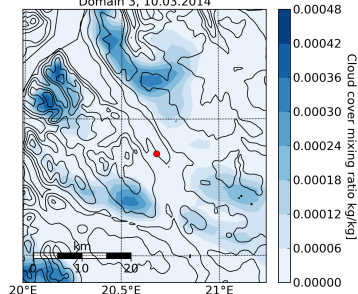 Domain 3, 10.03.2014
0.00048
0.00042
0.00036
0.00030
0.00024
0.00018
0.00012
0.00006
0.00000
Cloud cover mixing ratio kg/kg)
km
0 10 20
20°E 20.5°E 21°E